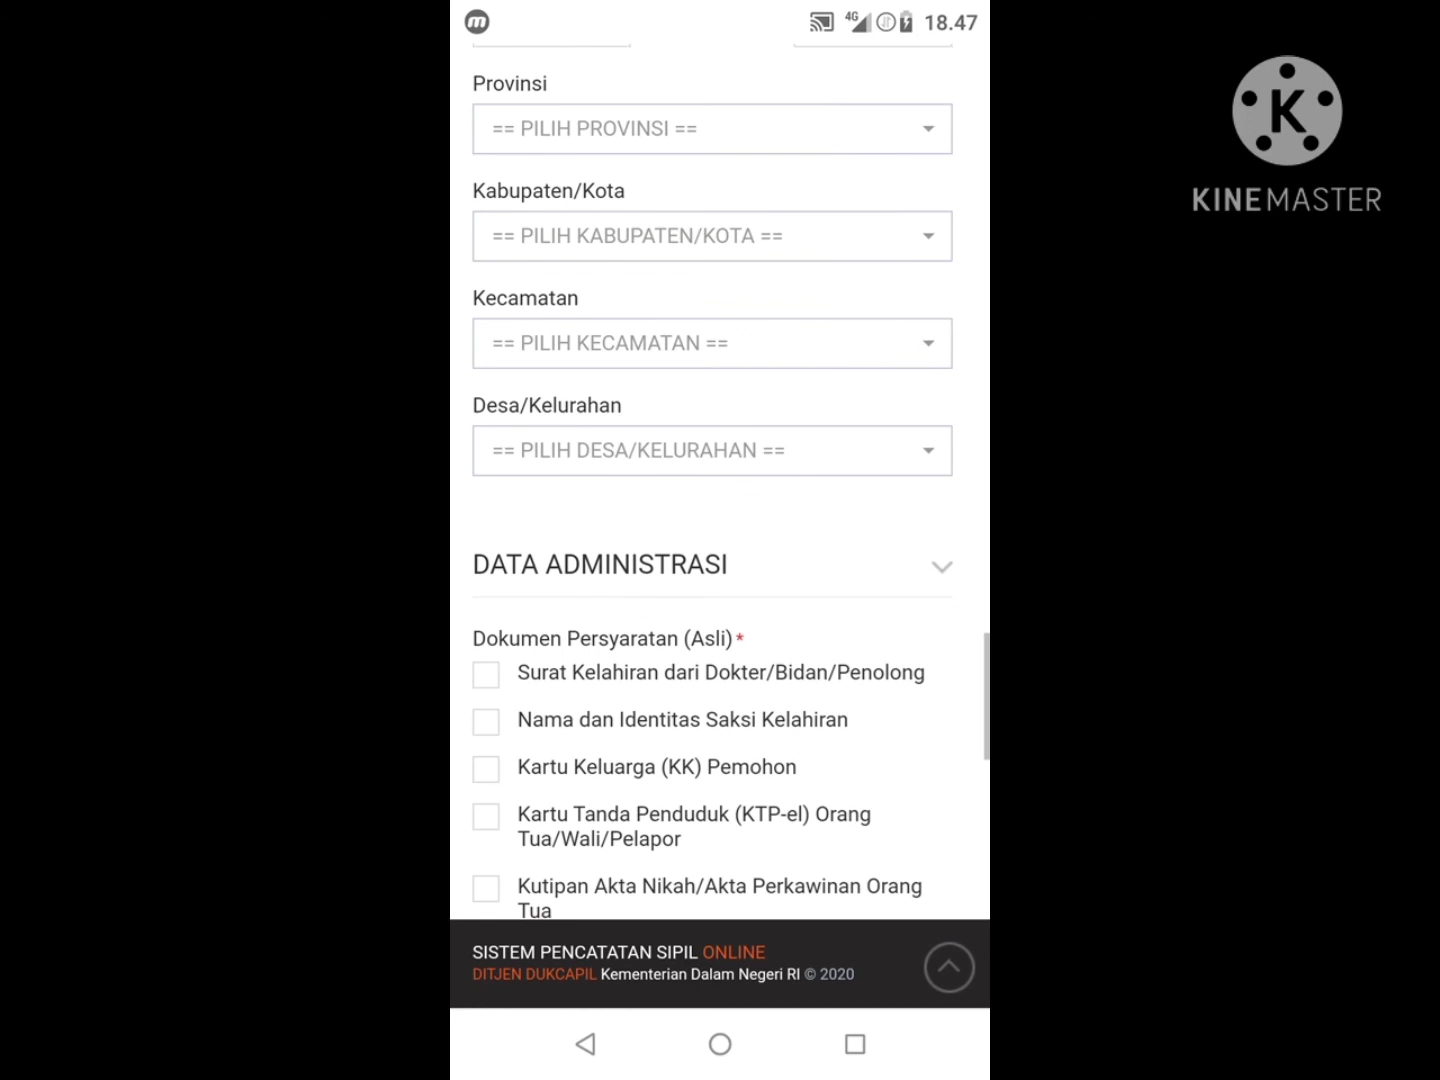 4G 18.47
Provinsi
== PILIH PROVINSI ==
Kabupaten/Kota
== PILIH KABUPATEN/KOTA ==
Kecamatan
== PILIH KECAMATAN ==
Desa/Kelurahan
== PILIH DESA/KELURAHAN ==
DATA ADMINISTRASI
Dokumen Persyaratan (Asli) *
Surat Kelahiran dari Dokter/Bidan/Penolong
Nama dan Identitas Saksi Kelahiran
Kartu Keluarga (KK) Pemohon
Kartu Tanda Penduduk (KTP-el) Orang
Tua/Wali/Pelapor
Kutipan Akta Nikah/Akta Perkawinan Orang
Tua
SISTEM PENCATATAN SIPIL ONLINE
DITJEN DUKCAPIL Kementerian Dalam Negeri RI © 2020
K
KINEMASTER